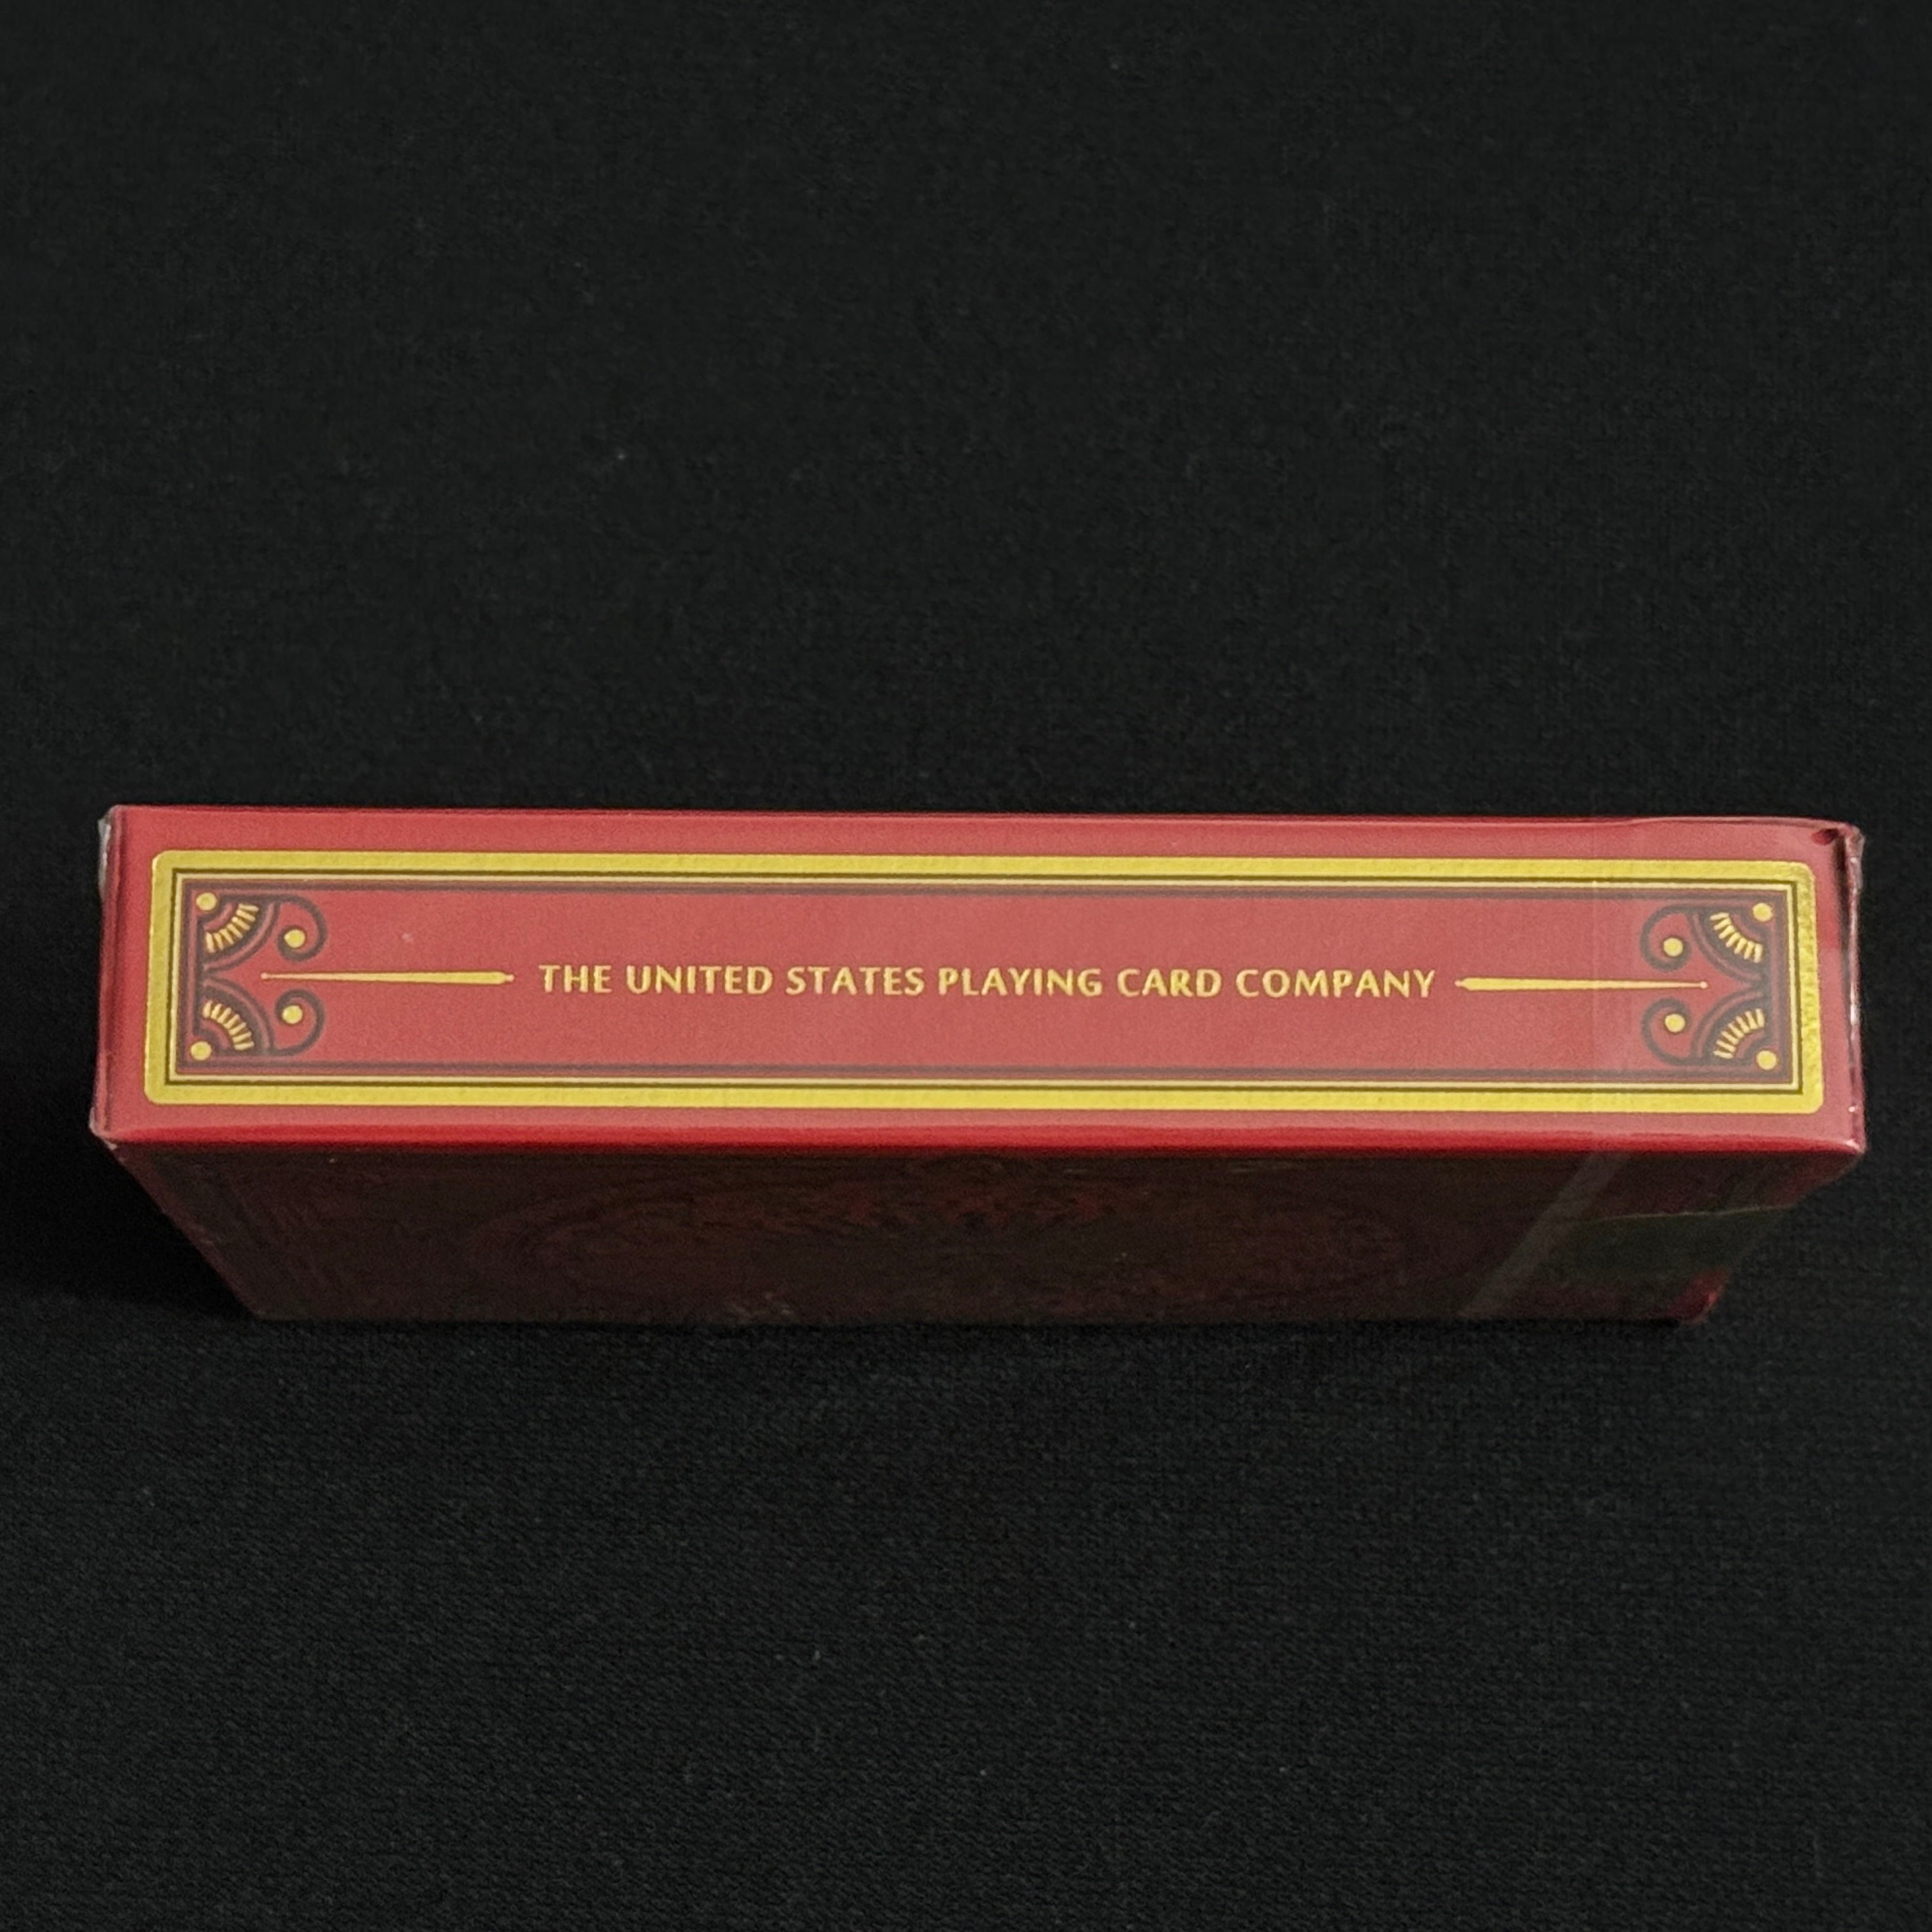 THE UNITED STATES PLAYING CARD COMPANY